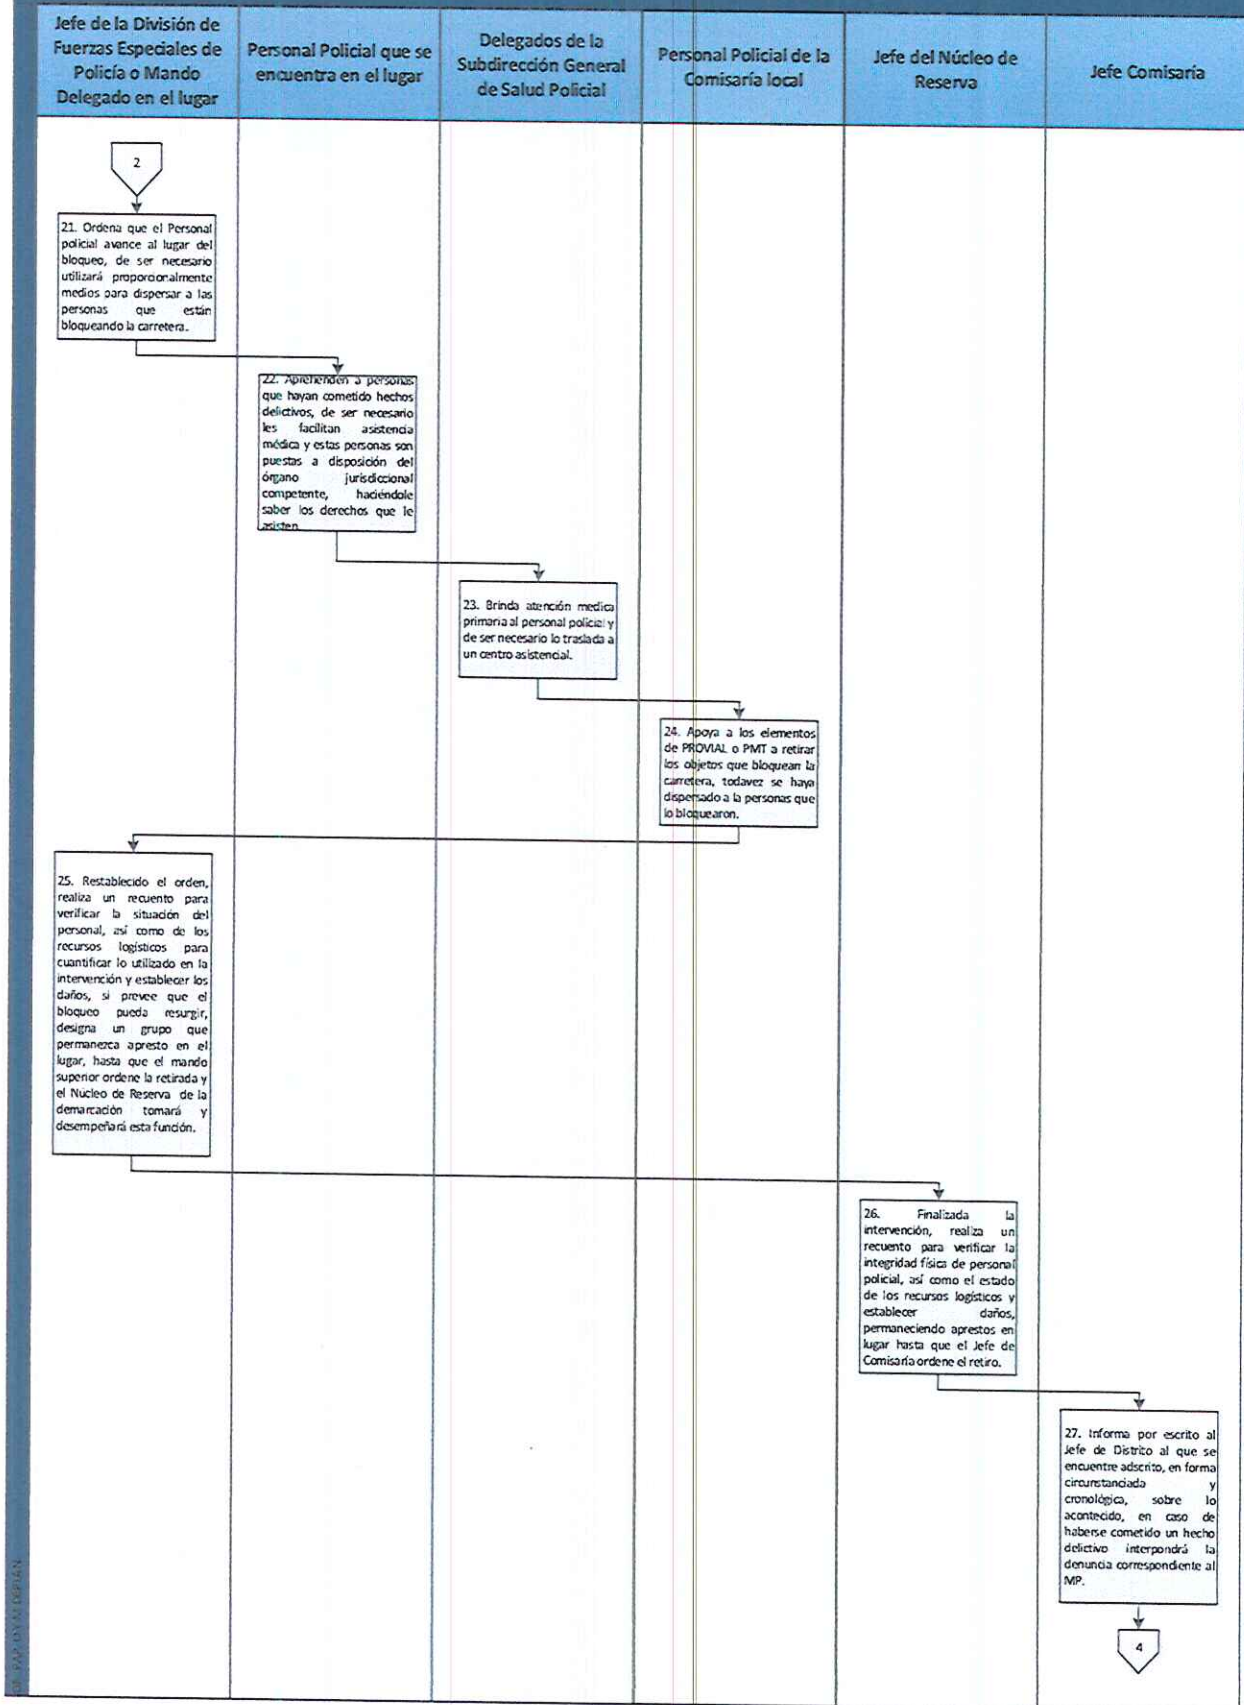 Jefe de la División de
Fuerzas Especiales de
Policía o Mando
Delegado en el lugar
Personal Policial que se
encuentra en el lugar
Delegados de la
Subdirección General
de Salud Policial
Personal Policial de la
Comisaría local
Jefe del Núcleo de
Reserva
Jefe Comisaría
2
21. Ordena que el Personal
policial avance al lugar del
bloqueo, de ser necesario
utilizará proporcionalmente
medios para dispersar a las
personas que están
bloqueando la carretera.
22. Aprehenden a personas
que hayan cometido hechos
delictivos, de ser necesario
les facilitan asistencia
médica y estas personas son
puestas a disposición del
órgano jurisdiccional
competente, haciéndole
saber los derechos que le
asisten.
23. Brinda atención medica
primaria al personal policial y
de ser necesario lo traslada a
un centro asistencial.
24. Apoya a los elementos
de PROVIAL o PMT a retirar
los objetos que bloquean la
carretera, todavez se haya
dispersado a la personas que
lo bloquearon.
25. Restablecido el orden,
realiza un recuento para
verificar la situación del
personal, así como de los
recursos logísticos para
cuantificar lo utilizado en la
intervención y establecer los
daños, si prevee que el
bloqueo pueda resurgir,
designa un grupo que
permanezca apresto en el
lugar, hasta que el mando
superior ordene la retirada y
el Núcleo de Reserva de la
demarcación tomará y
desempeñará esta función.
26. Finalizada la
intervención, realiza un
recuento para verificar la
integridad física de personal
policial, así como el estado
de los recursos logísticos y
establecer daños,
permaneciendo aprestos en
lugar hasta que el Jefe de
Comisaría ordene el retiro.
27. Informa por escrito al
Jefe de Distrito al que se
encuentre adscrito, en forma
circunstanciada y
cronológica, sobre lo
acontecido, en caso de
haberse cometido un hecho
delictivo interpondrá la
denuncia correspondiente al
MP.
4